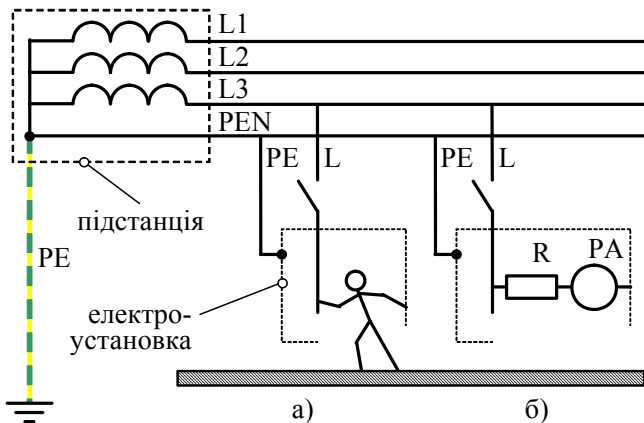 L1
L2
L3
PEN
PE L
PE L
підстанція
PE
R PA
електро-
установка
а) б)